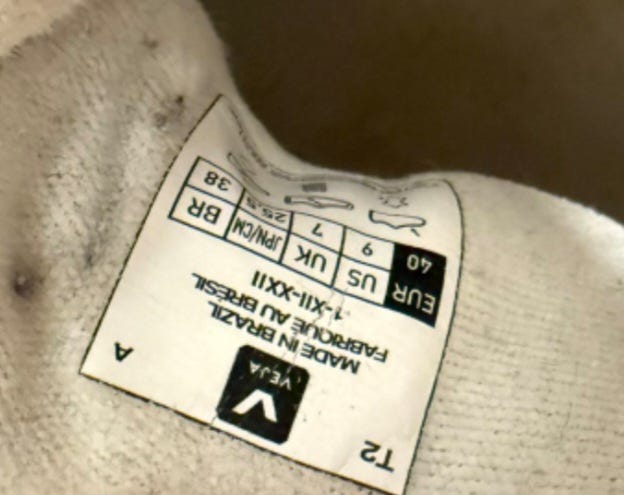 T2
VEJA
A
MADE IN BRAZIL
FABRIQUÉ AU BRÉSIL
1-XII-XXII
EUR US UK JPN/CM BR
40 9 7 25.5 38